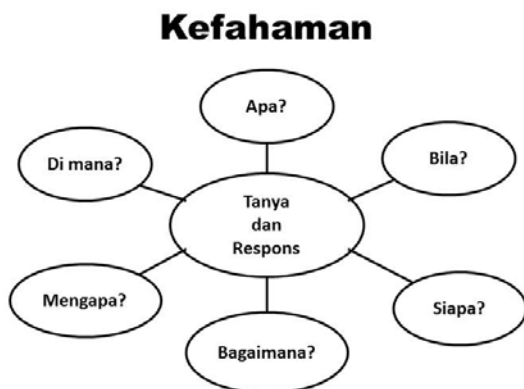 Kefahaman
Apa?
Di mana?
Bila?
Tanya
dan
Respons
Mengapa?
Siapa?
Bagaimana?